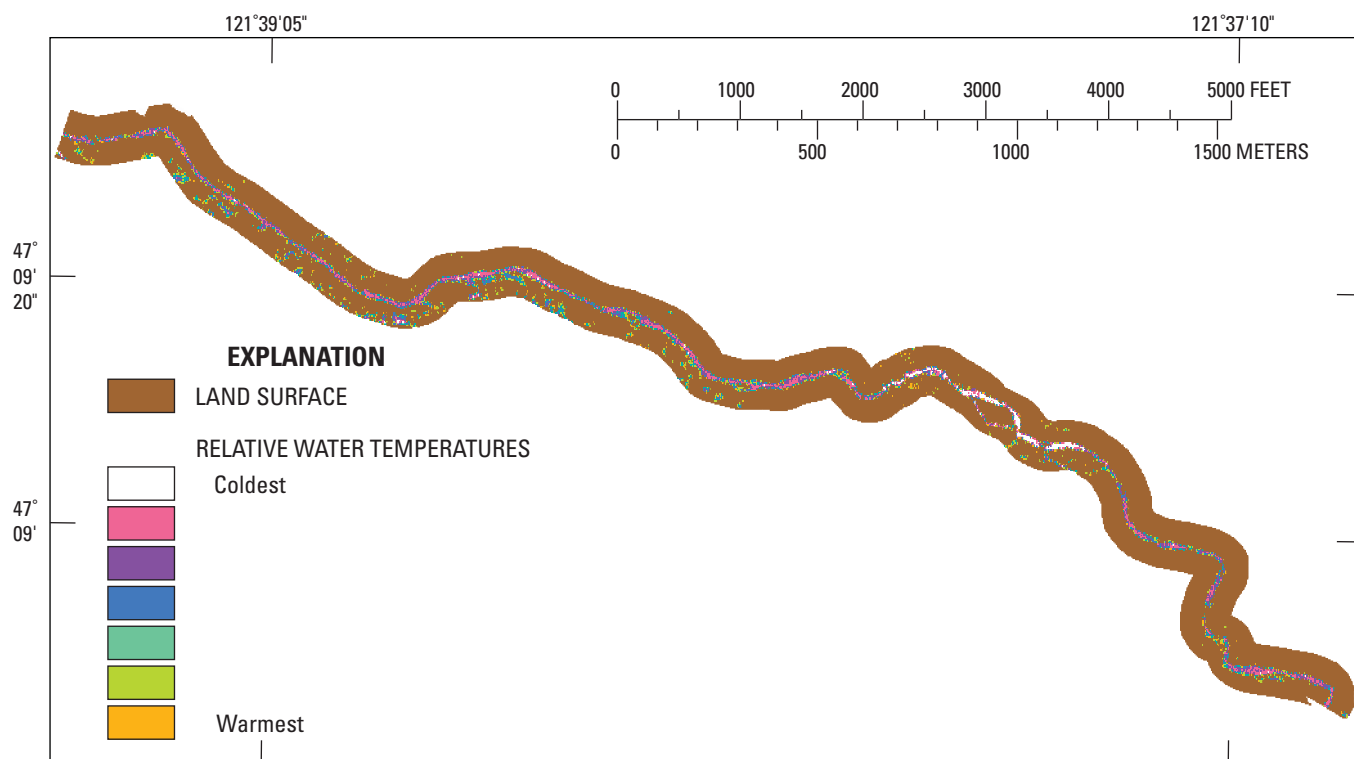 121°39'05" 121°37'10"
0 1000 2000 3000 4000 5000 FEET
0 500 1000 1500 METERS
47°
09'
20"
EXPLANATION
LAND SURFACE
RELATIVE WATER TEMPERATURES
Coldest
47°
09'
Warmest